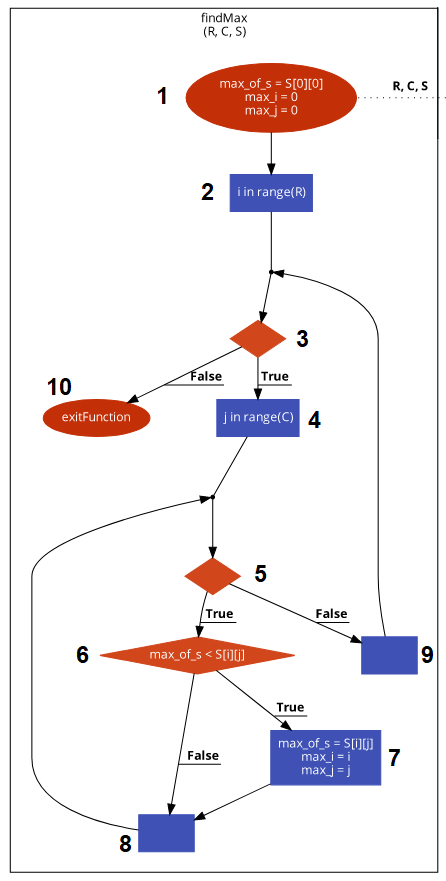 findMax
(R, C, S)
1
max_of_s = S[0][0]
max_i = 0
max_j = 0
R, C, S
2
i in range(R)
3
10
False
True
exitFunction
j in range(C)
4
5
True
False
6
max_of_s < S[i][j]
9
True
False
max_of_s = S[i][j]
max_i = i
max_j = j
7
8